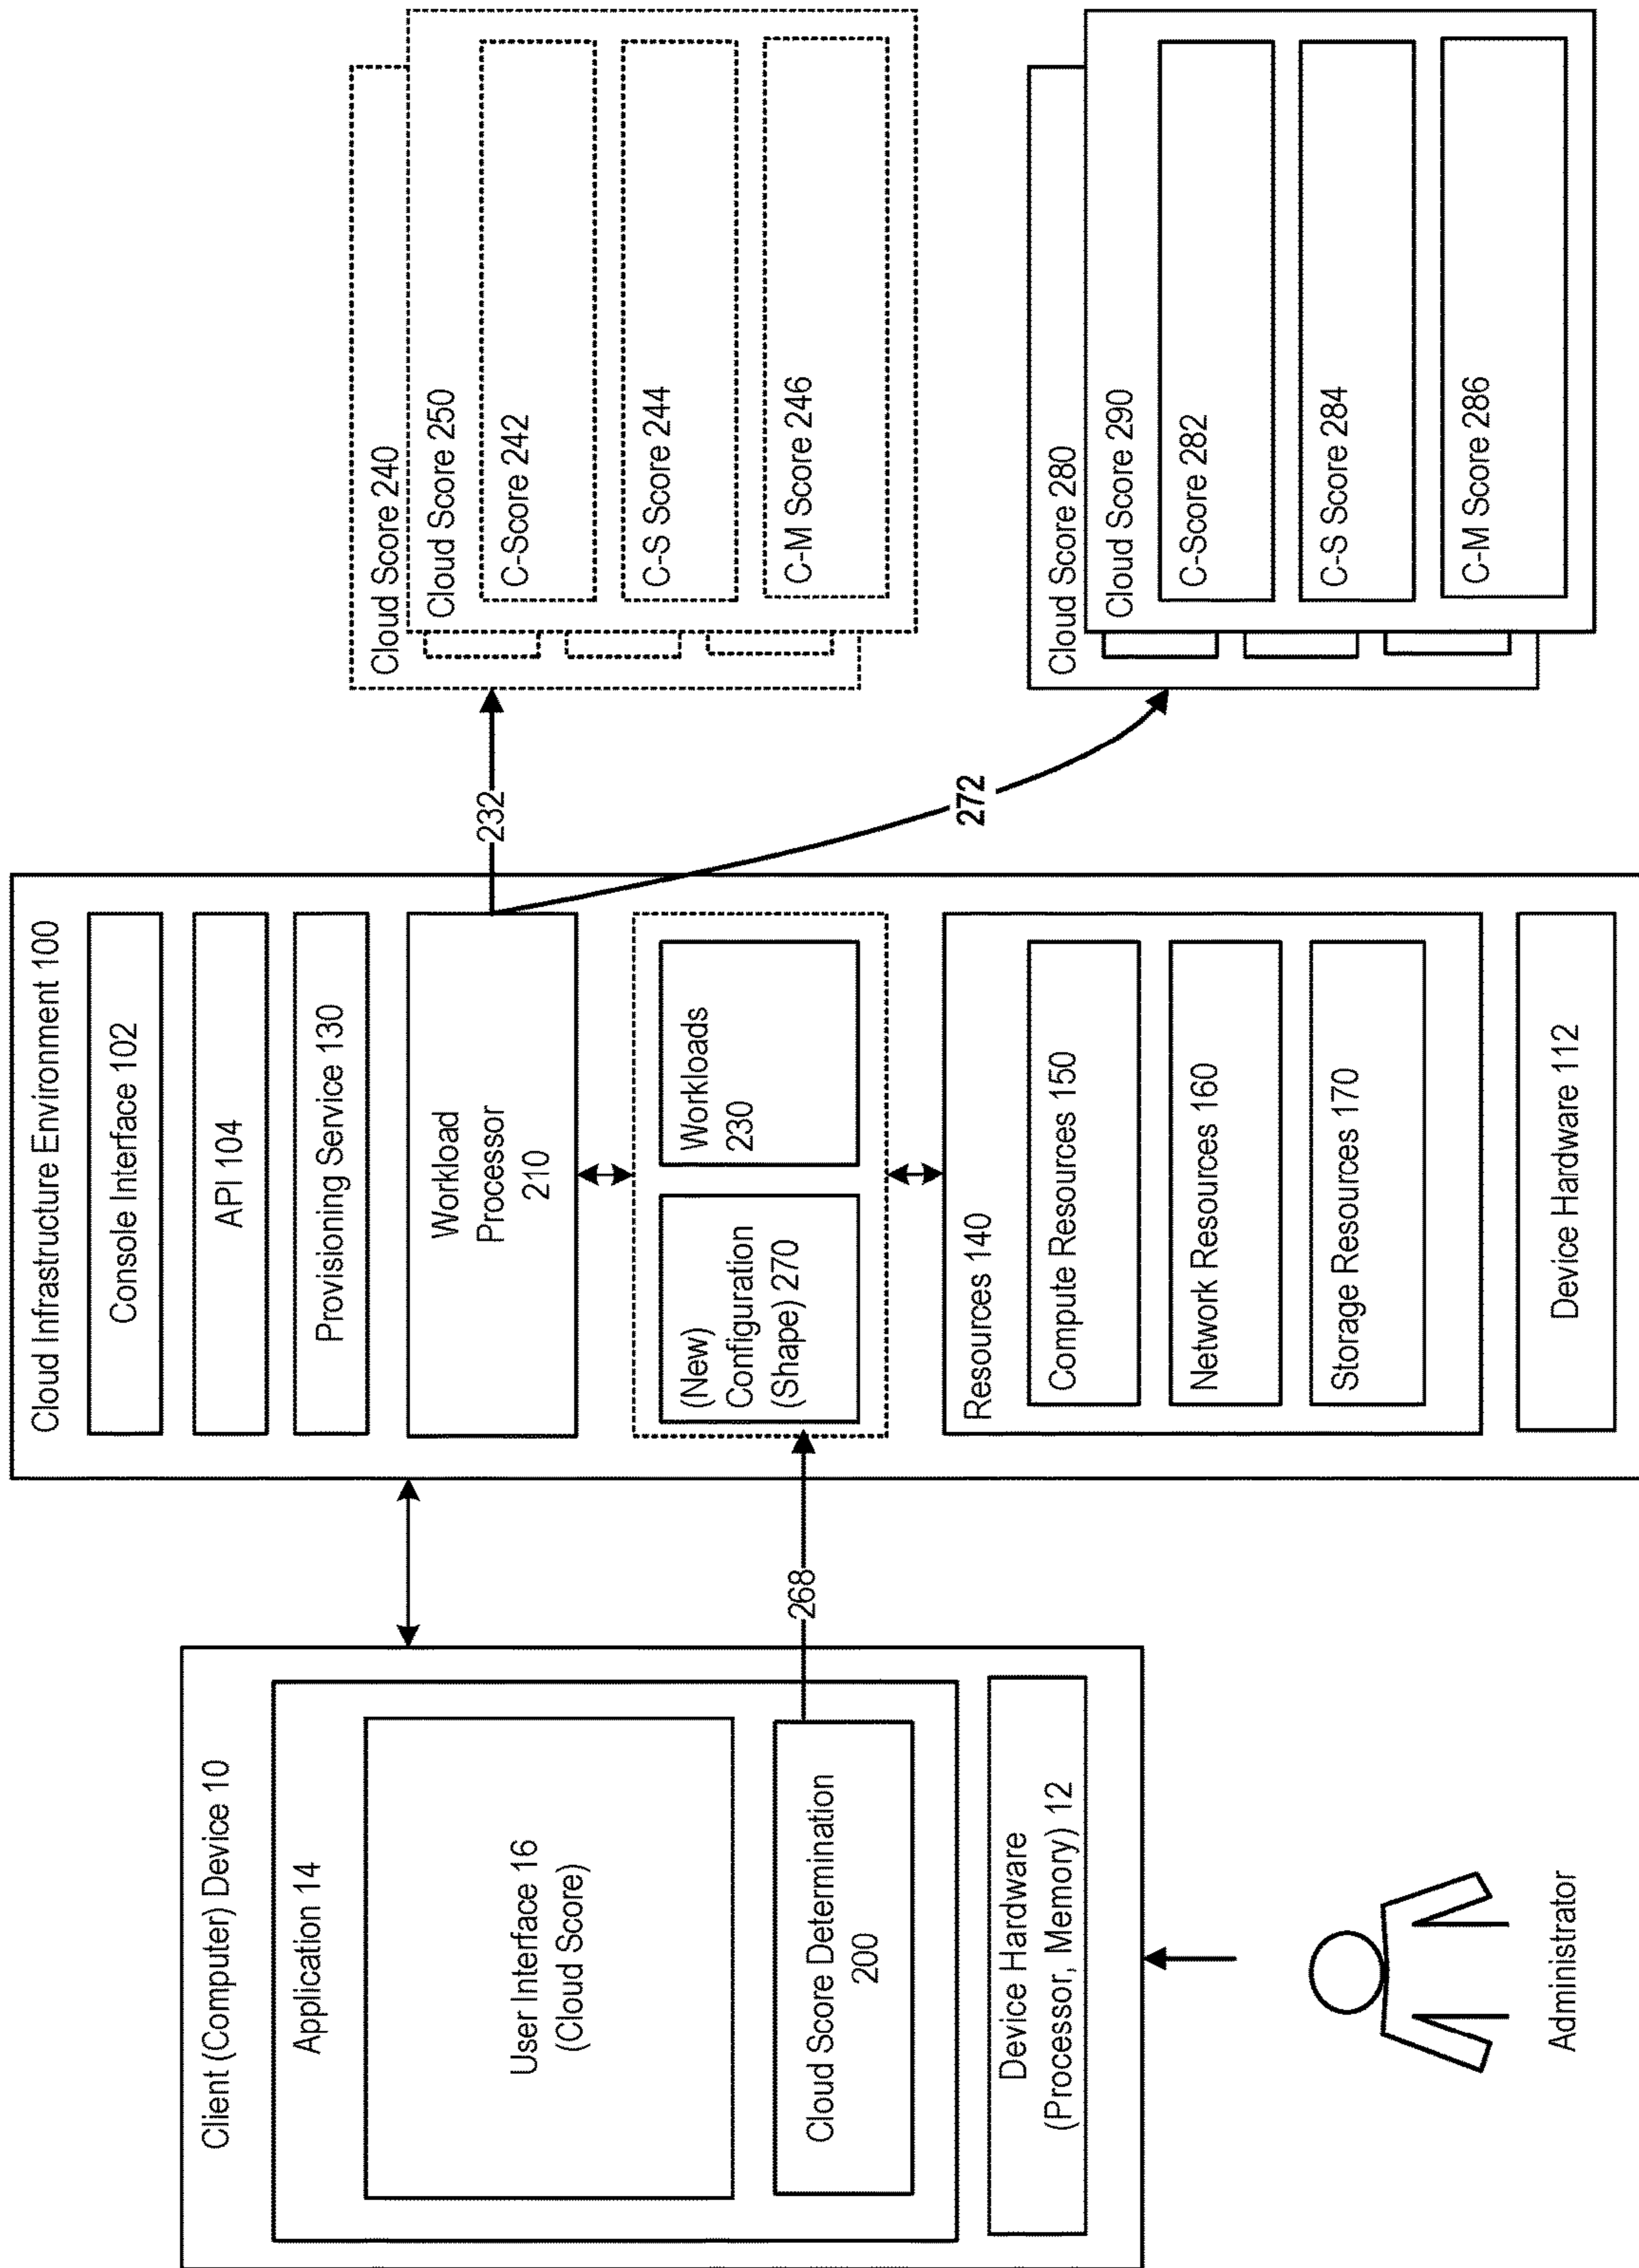 Client (Computer) Device 10
Application 14
User Interface 16
(Cloud Score)
Cloud Score Determination
200
Device Hardware
(Processor, Memory) 12
Administrator
268
Cloud Infrastructure Environment 100
Console Interface 102
API 104
Provisioning Service 130
Workload
Processor
210
(New)
Configuration
(Shape) 270
Workloads
230
Resources 140
Compute Resources 150
Network Resources 160
Storage Resources 170
Device Hardware 112
232
272
Cloud Score 240
Cloud Score 250
C-Score 242
C-S Score 244
C-M Score 246
Cloud Score 280
Cloud Score 290
C-Score 282
C-S Score 284
C-M Score 286